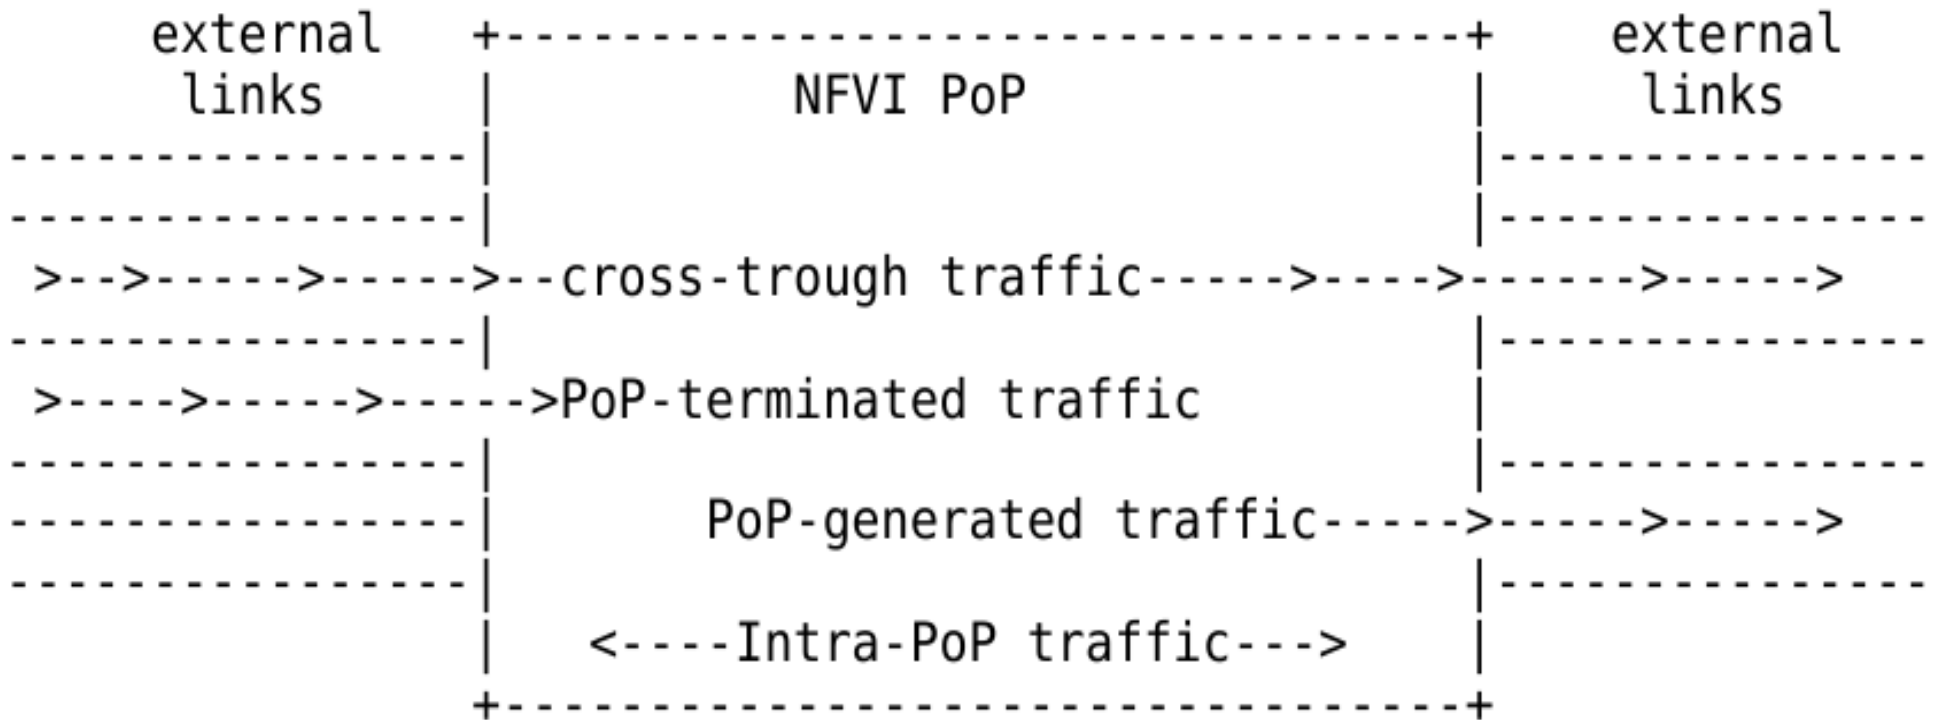 external +---------------------------------+ external
links | NFVI PoP | links
----------------| |---------------
----------------| |---------------
>-->----->----->--cross-trough traffic----->---->------>----->
----------------| |---------------
>---->----->----->PoP-terminated traffic |
----------------| |---------------
----------------| PoP-generated traffic----->----->----->
----------------| |---------------
| <----Intra-PoP traffic---> |
+---------------------------------+